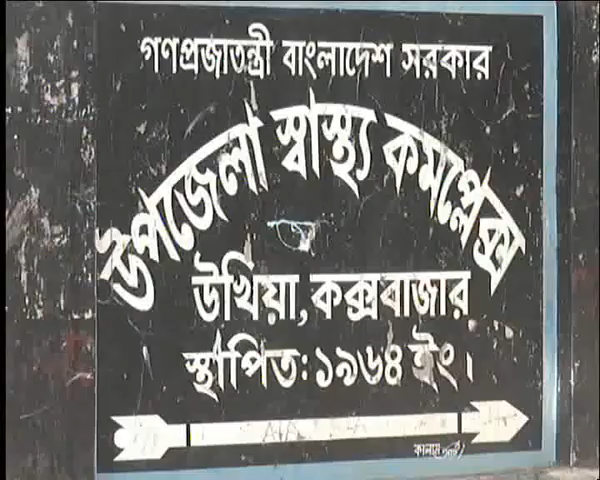 গণপ্রজাতন্ত্রী বাংলাদেশ সরকার
উপজেলা স্বাস্থ্য কমপ্লেক্স
উখিয়া, কক্সবাজার
স্থাপিত: ১৯৬৪ ইং।